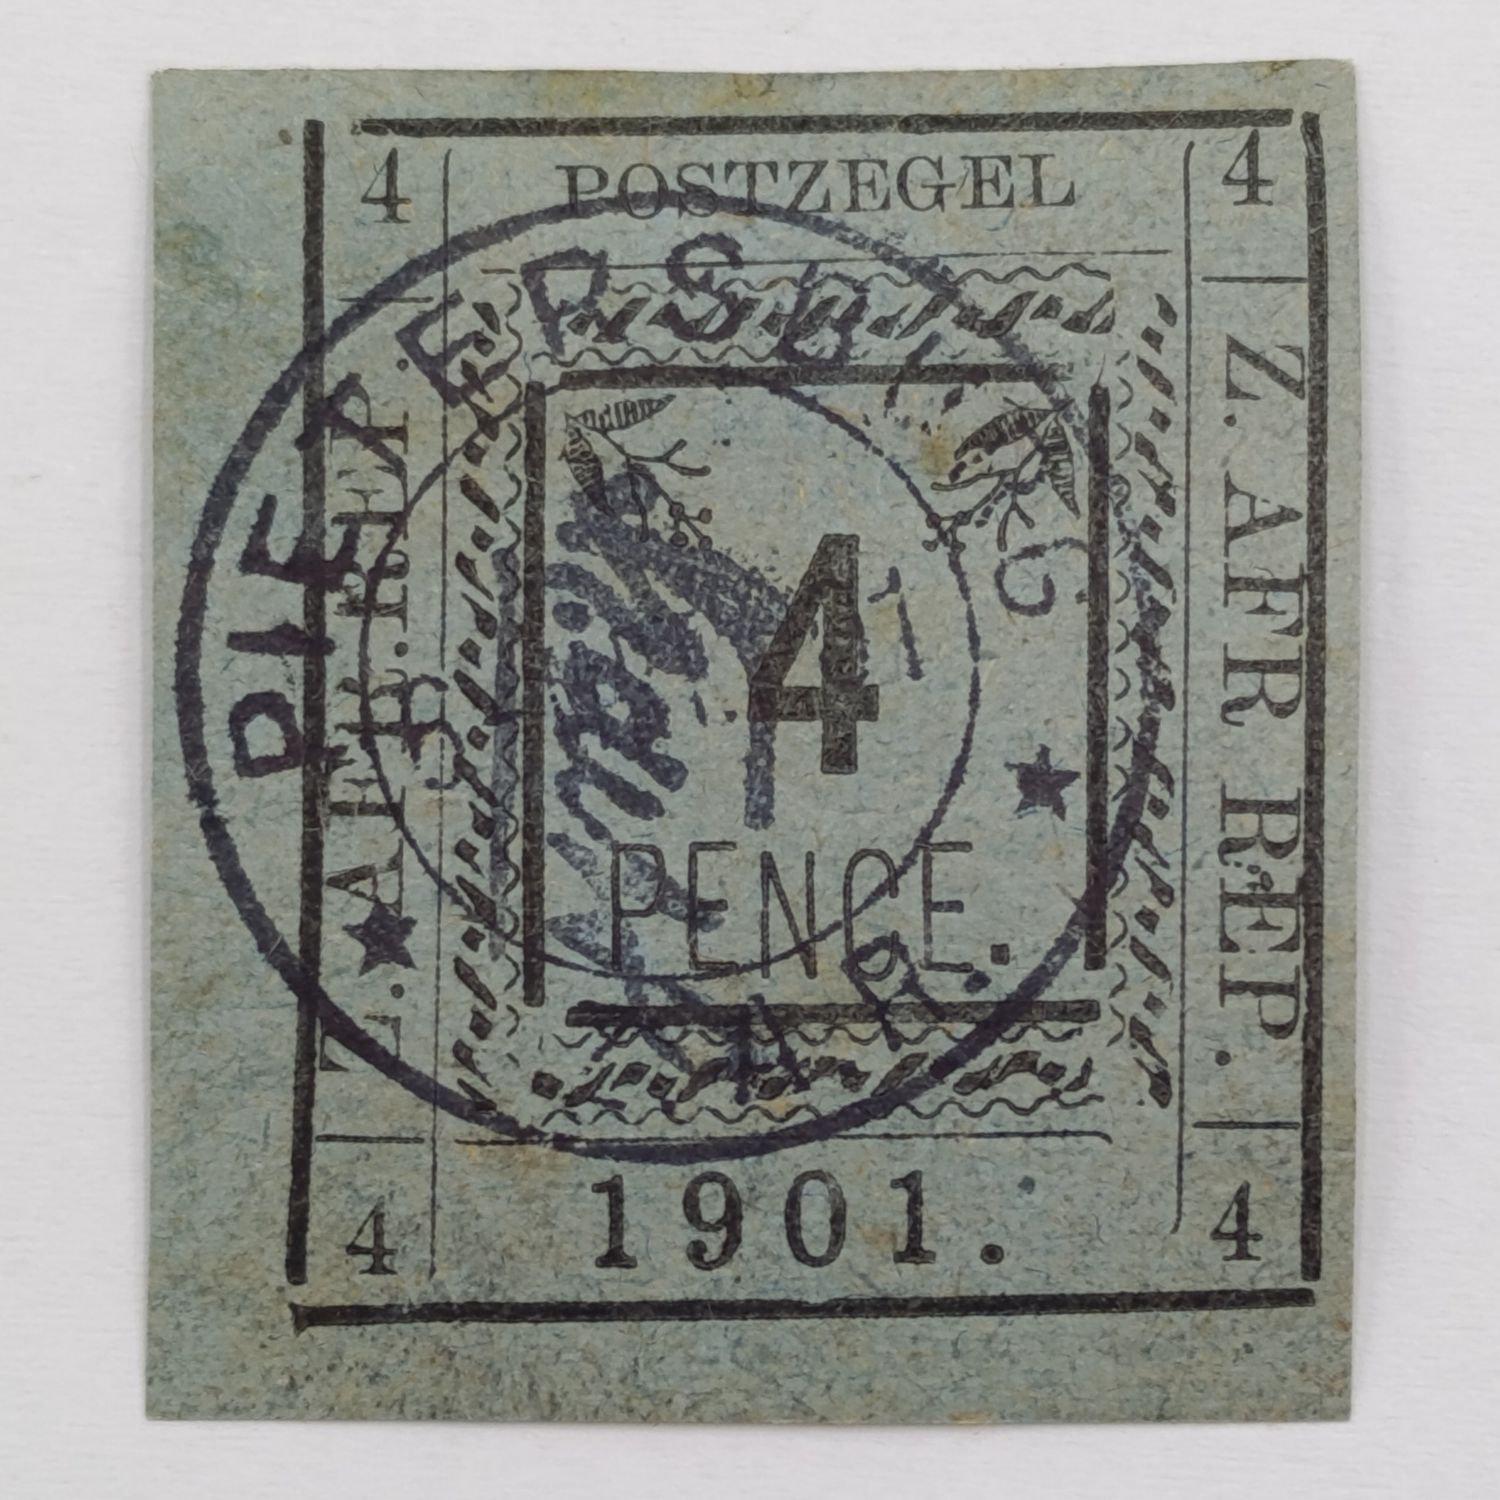 4 POSTZEGEL 4
Z. AFR. REP.
Z. AFR REP.
4
PENCE.
4 1901. 4
PIETERSBURG
Z.A.R.